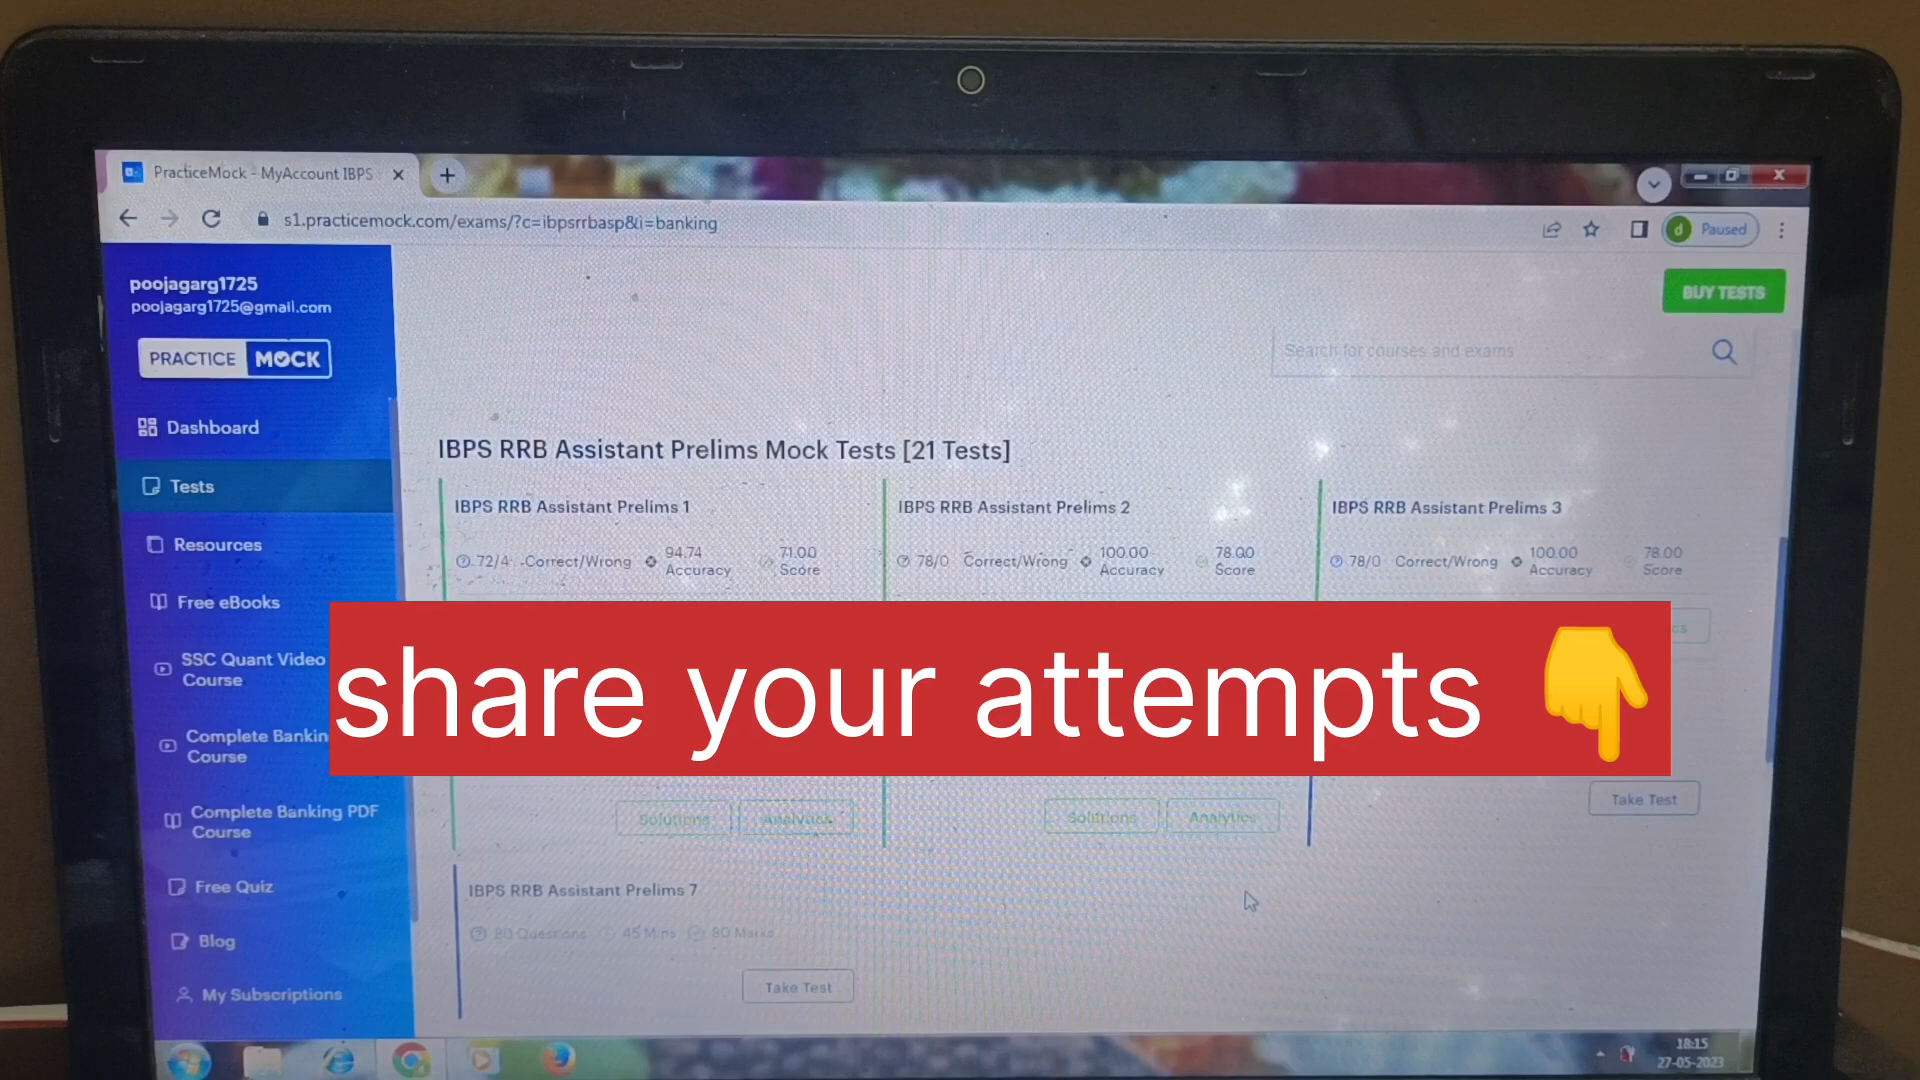 PracticeMock - MyAccount IBPS
s1.practicemock.com/exams/?c=ibpsrrbasp&i=banking
Paused
poojagarg1725
poojagarg1725@gmail.com
BUY TESTS
PRACTICE MOCK
Search for courses and exams
Dashboard
Tests
Resources
Free eBooks
SSC Quant Video
Course
Complete Bankin
Course
Complete Banking PDF
Course
Free Quiz
Blog
My Subscriptions
IBPS RRB Assistant Prelims Mock Tests [21 Tests]
IBPS RRB Assistant Prelims 1
72/4 Correct/Wrong 94.74 Accuracy 71.00 Score
IBPS RRB Assistant Prelims 2
78/0 Correct/Wrong 100.00 Accuracy 78.00 Score
IBPS RRB Assistant Prelims 3
78/0 Correct/Wrong 100.00 Accuracy 78.00 Score
share your attempts 👇
Solutions Analytics
Solutions Analytics
Take Test
IBPS RRB Assistant Prelims 7
80 Questions 45 Mins 80 Marks
Take Test
18:15
27-05-2023